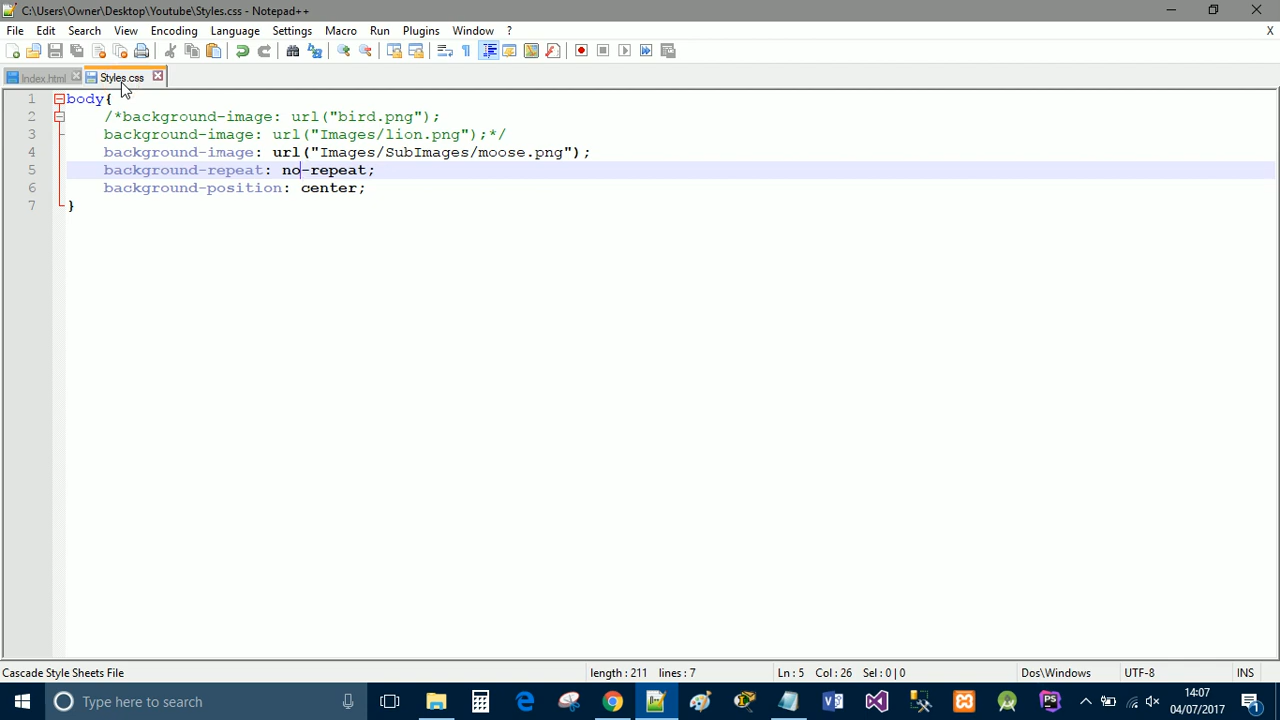 C:\Users\Owner\Desktop\Youtube\Styles.css - Notepad++
File Edit Search View Encoding Language Settings Macro Run Plugins Window ? X
Index.html Styles.css
1 body{
2 /*background-image: url("bird.png");
3 background-image: url("Images/lion.png");*/
4 background-image: url("Images/SubImages/moose.png");
5 background-repeat: no-repeat;
6 background-position: center;
7 }
Cascade Style Sheets File length : 211 lines : 7 Ln : 5 Col : 26 Sel : 0 | 0 Dos\Windows UTF-8 INS
Type here to search 14:07
04/07/2017